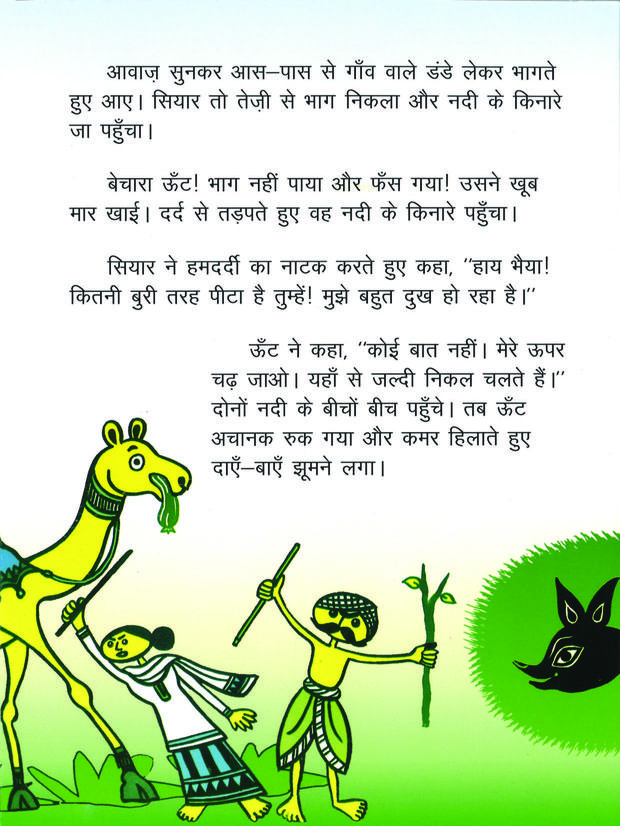 आवाज़ सुनकर आस–पास से गाँव वाले डंडे लेकर भागते
हुए आए। सियार तो तेज़ी से भाग निकला और नदी के किनारे
जा पहुँचा।
बेचारा ऊँट! भाग नहीं पाया और फँस गया! उसने खूब
मार खाई। दर्द से तड़पते हुए वह नदी के किनारे पहुँचा।
सियार ने हमदर्दी का नाटक करते हुए कहा, “हाय भैया!
कितनी बुरी तरह पीटा है तुम्हें! मुझे बहुत दुख हो रहा है।”
ऊँट ने कहा, “कोई बात नहीं। मेरे ऊपर
चढ़ जाओ। यहाँ से जल्दी निकल चलते हैं।”
दोनों नदी के बीचों बीच पहुँचे। तब ऊँट
अचानक रुक गया और कमर हिलाते हुए
दाएँ–बाएँ झूमने लगा।